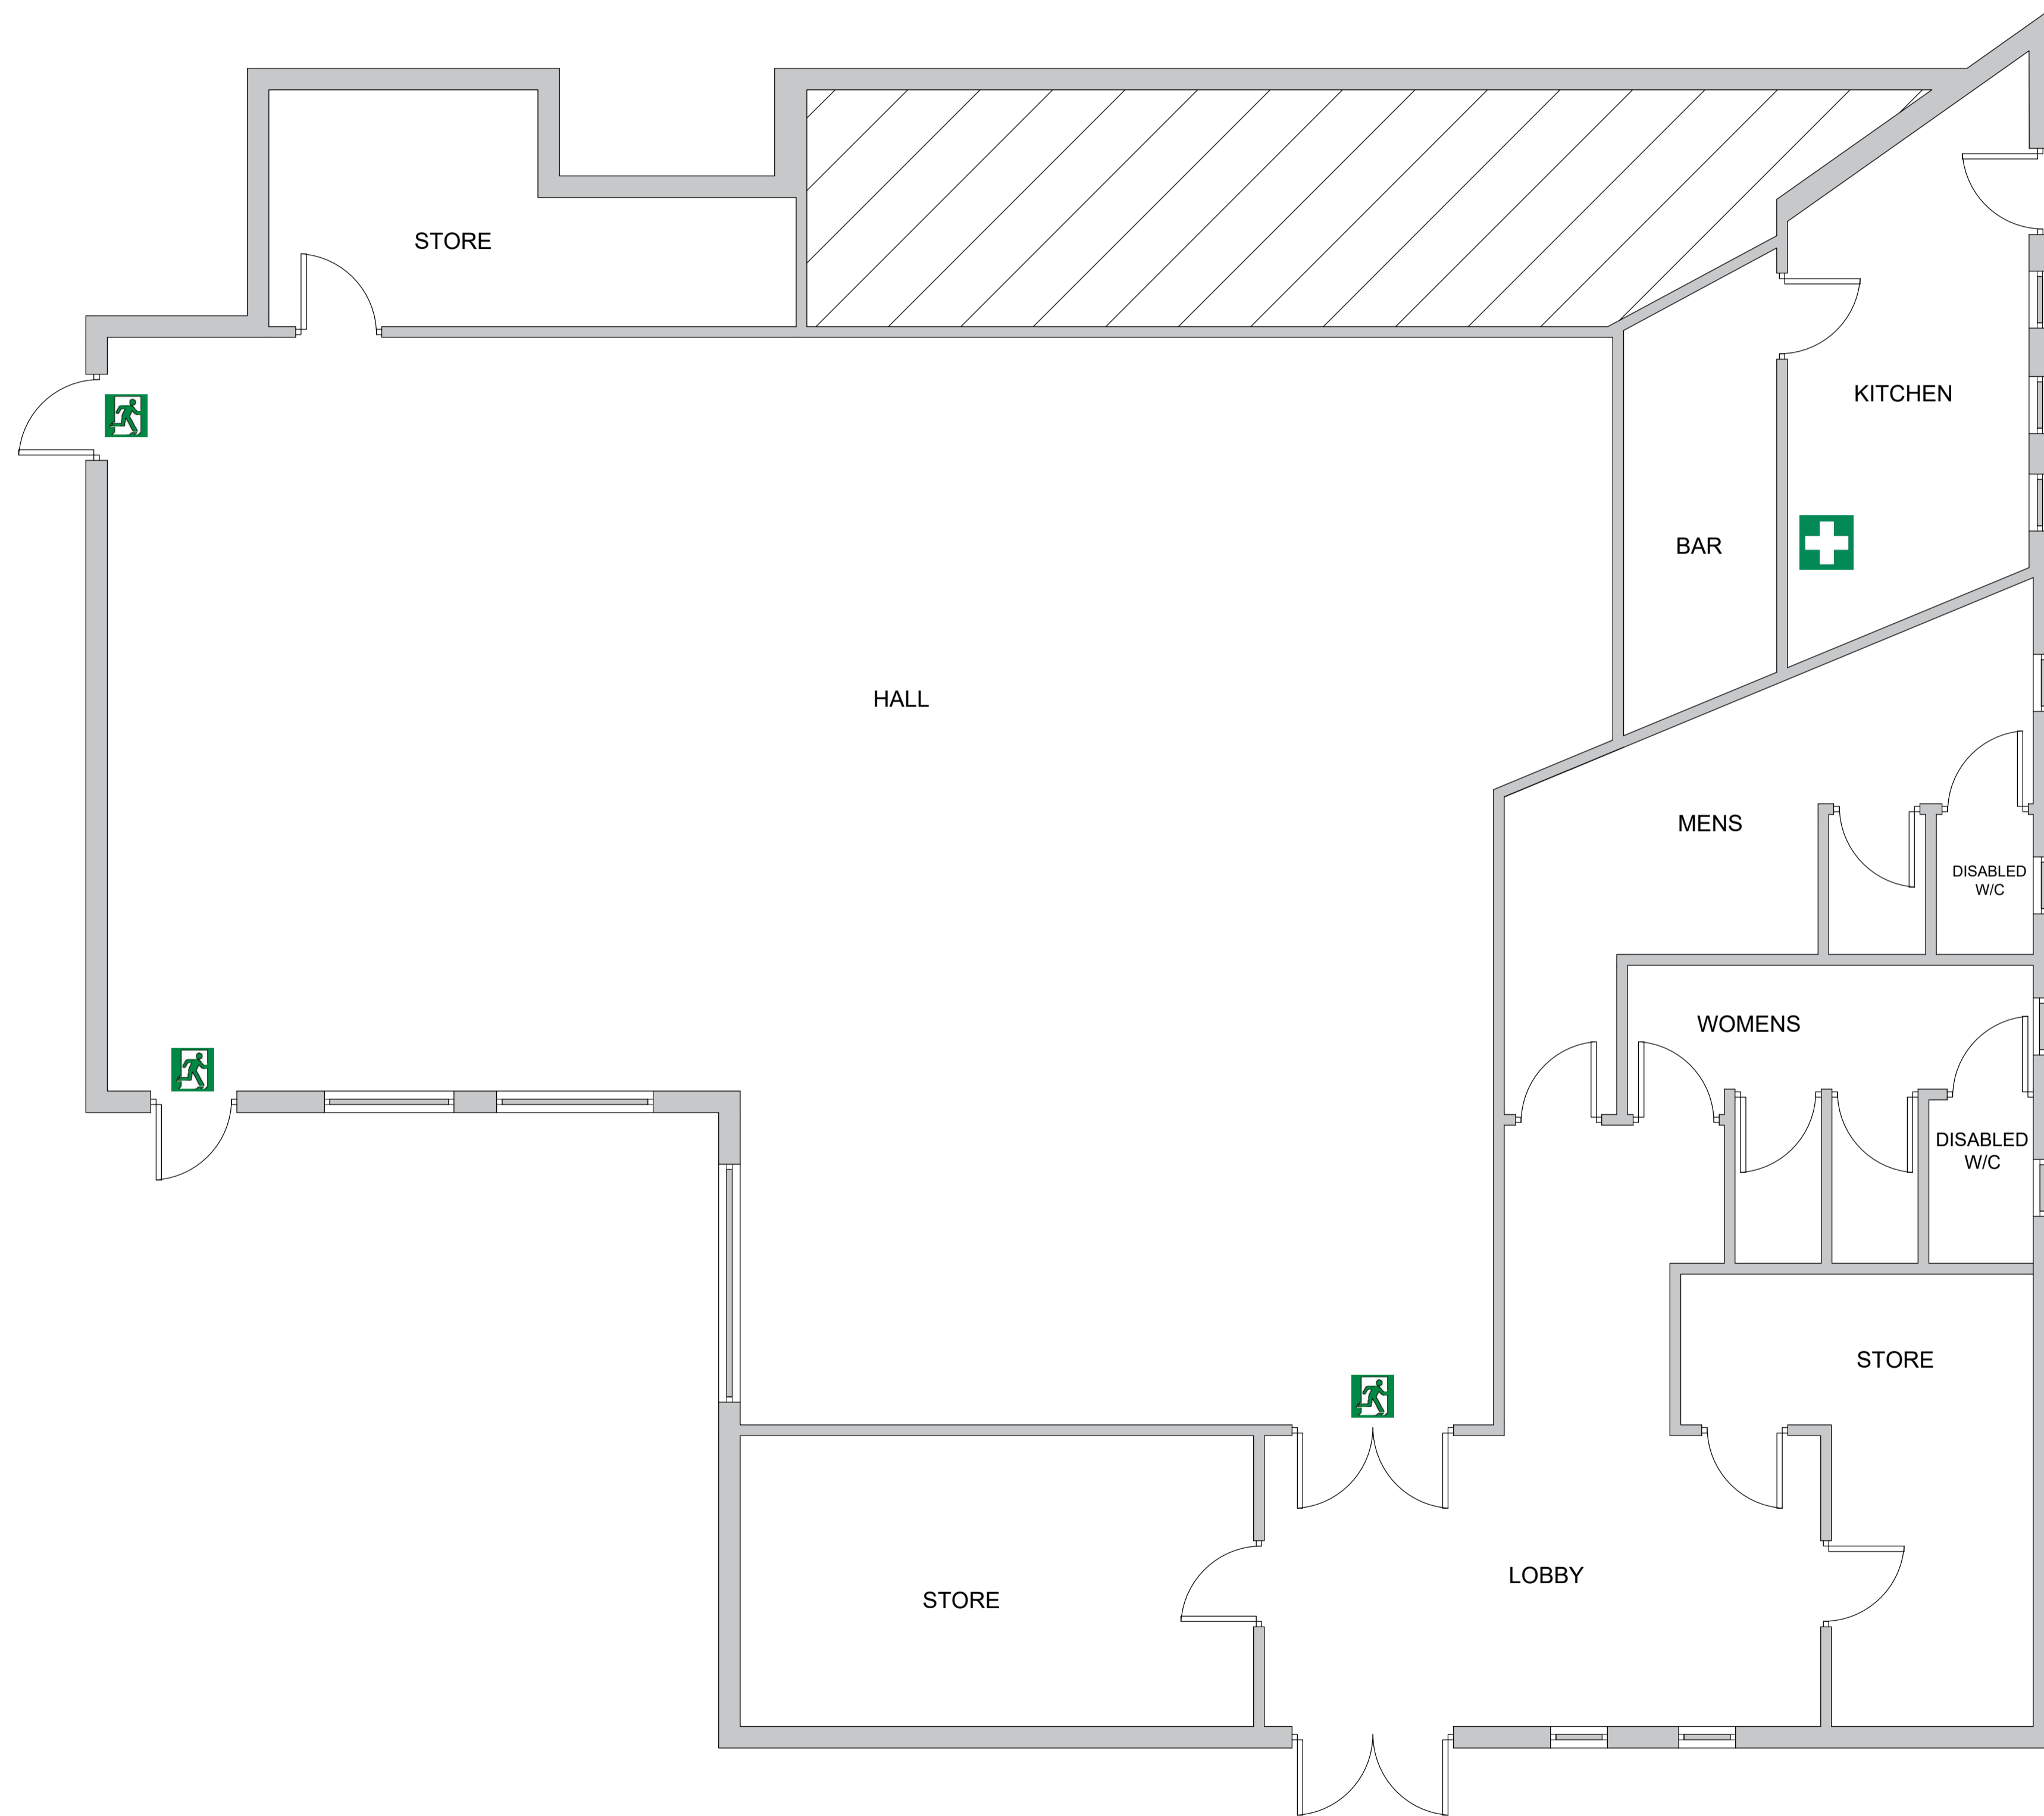 STORE
KITCHEN
BAR
HALL
MENS
DISABLED
W/C
WOMENS
DISABLED
W/C
STORE
LOBBY
STORE